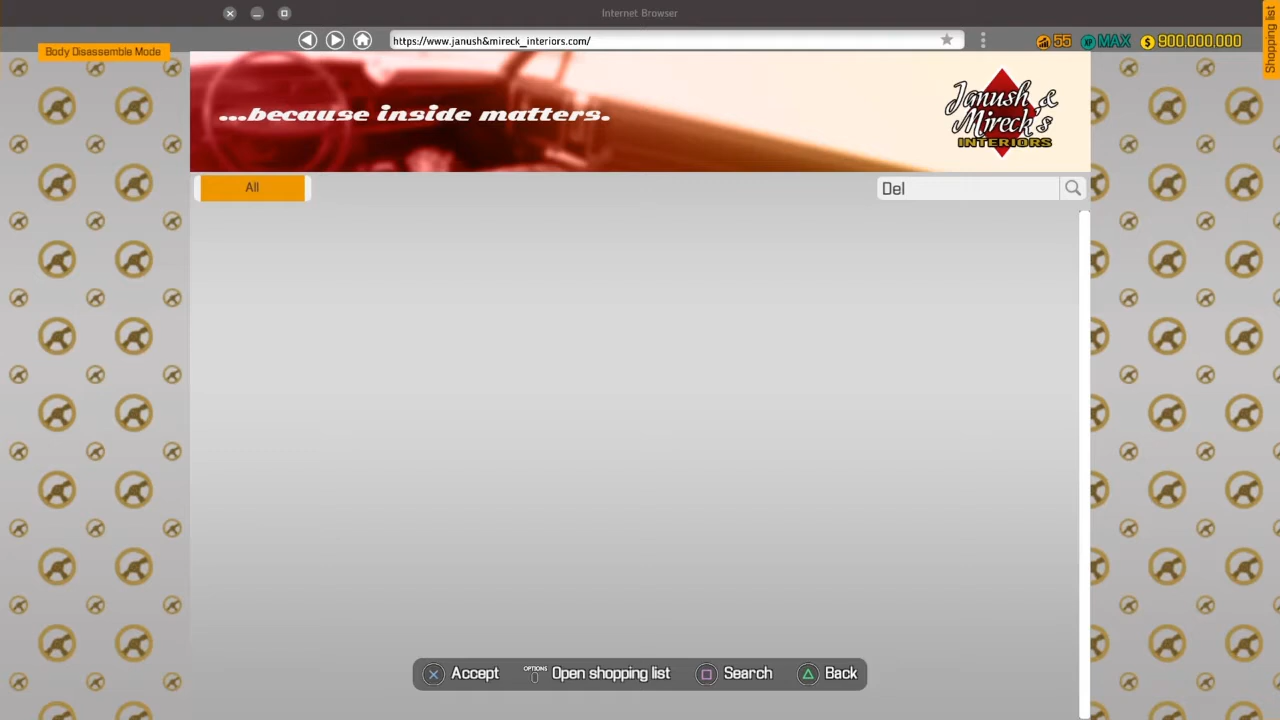 Internet Browser
https://www.janush&mireck_interiors.com/
Body Disassemble Mode
55
XP MAX
$ 900.000.000
Shopping list
...because inside matters.
Janush &
Mireck's
INTERIORS
All
Del
Accept
OPTIONS
Open shopping list
Search
Back